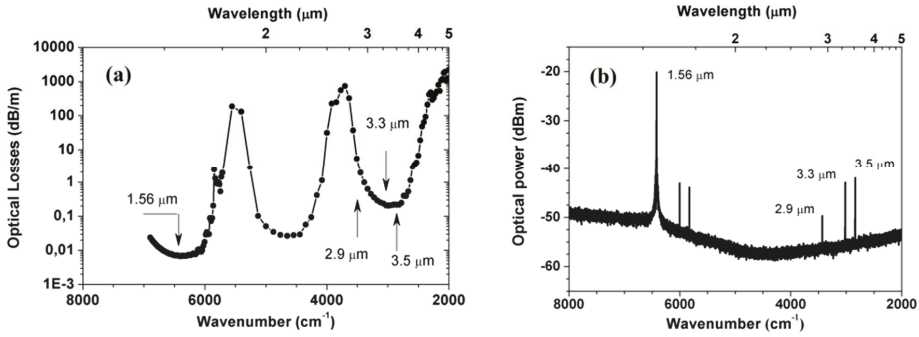 Wavelength (μm)
2 3 4 5
(a)
10000
1000
100
10
1
0,1
0,01
1E-3
Optical Losses (dB/m)
1.56 μm
3.3 μm
2.9 μm
3.5 μm
8000 6000 4000 2000
Wavenumber (cm⁻¹)
Wavelength (μm)
2 3 4 5
(b)
-20
-30
-40
-50
-60
Optical power (dBm)
1.56 μm
3.5 μm
3.3 μm
2.9 μm
8000 6000 4000 2000
Wavenumber (cm⁻¹)